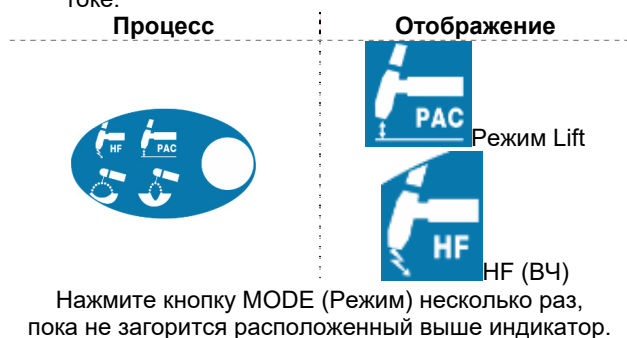 токе.
Процесс Отображение
PAC
HF PAC
Режим Lift
HF
HF (ВЧ)
Нажмите кнопку MODE (Режим) несколько раз,
пока не загорится расположенный выше индикатор.